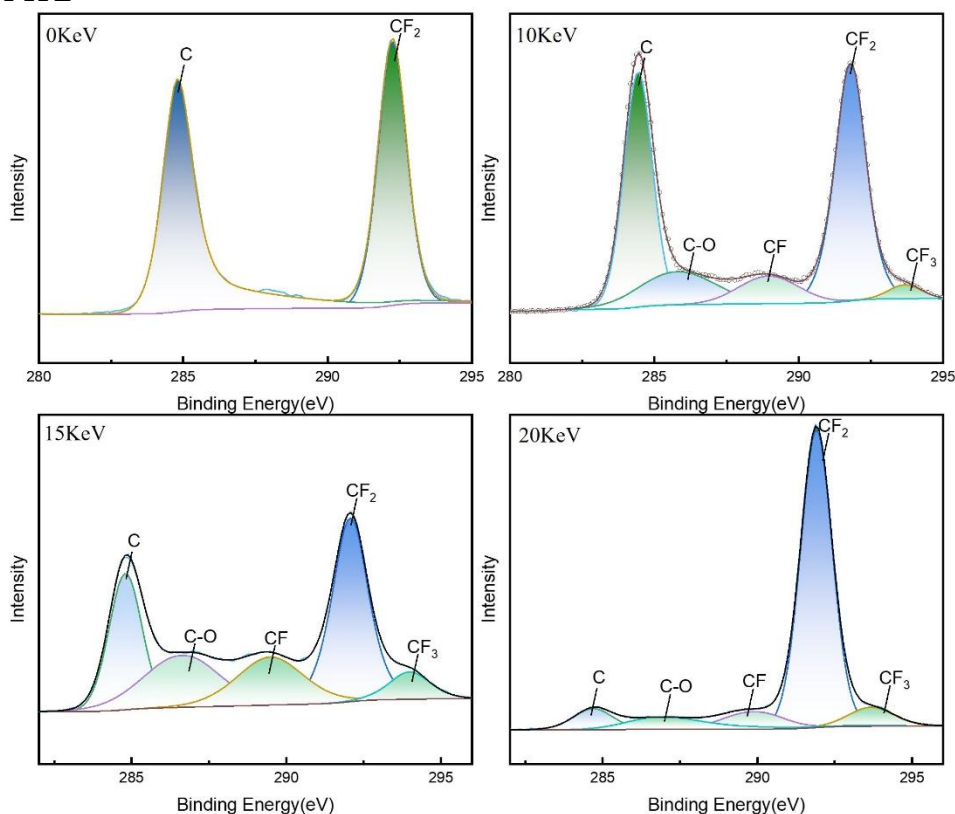 0KeV
C
CF₂
Intensity
280
285
290
295
Binding Energy(eV)
10KeV
C
C-O
CF
CF₂
CF₃
Intensity
280
285
290
295
Binding Energy(eV)
15KeV
C
C-O
CF
CF₂
CF₃
Intensity
285
290
295
Binding Energy(eV)
20KeV
C
C-O
CF
CF₂
CF₃
Intensity
285
290
295
Binding Energy(eV)